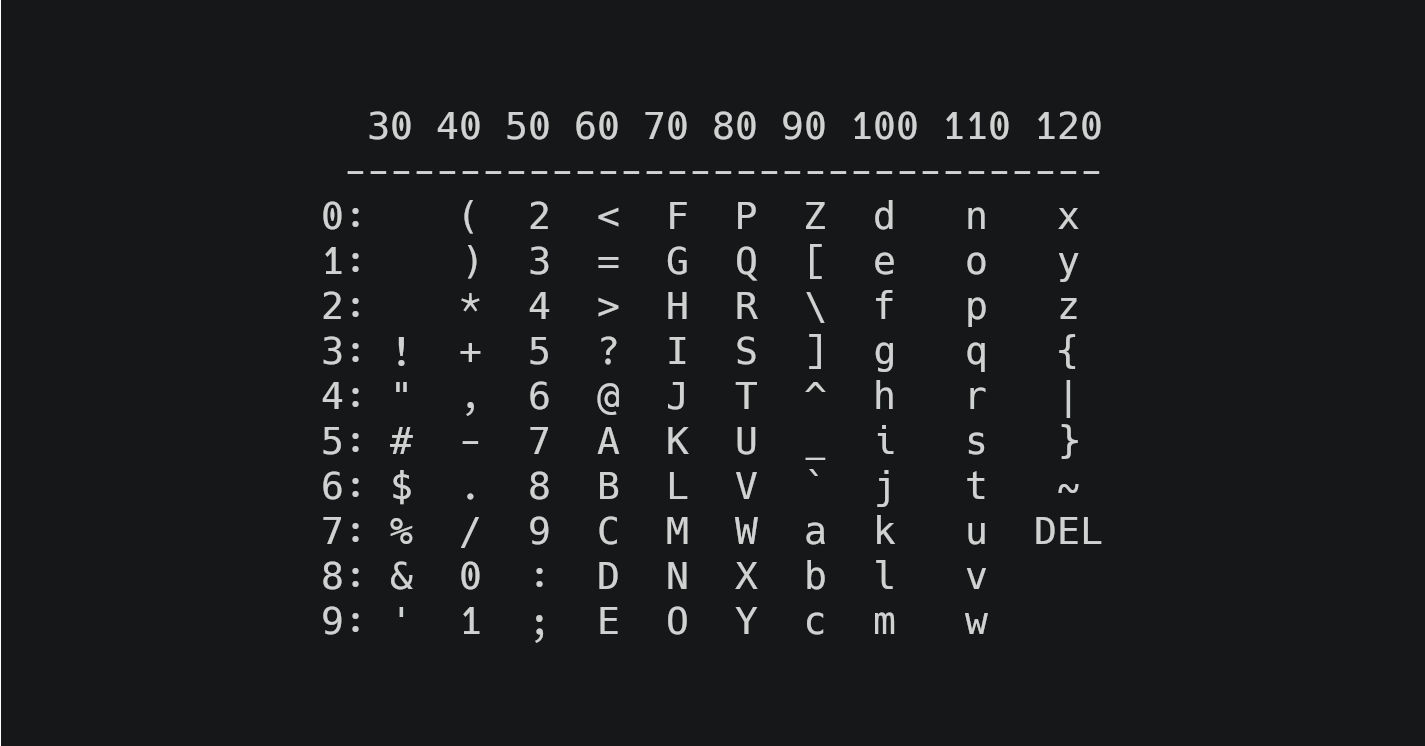 30 40 50 60 70 80 90 100 110 120
---------------------------------
0:    (  2  <  F  P  Z  d   n   x
1:    )  3  =  G  Q  [  e   o   y
2:    *  4  >  H  R  \  f   p   z
3: !  +  5  ?  I  S  ]  g   q   {
4: "  ,  6  @  J  T  ^  h   r   |
5: #  -  7  A  K  U  _  i   s   }
6: $  .  8  B  L  V  `  j   t   ~
7: %  /  9  C  M  W  a  k   u  DEL
8: &  0  :  D  N  X  b  l   v
9: '  1  ;  E  O  Y  c  m   w